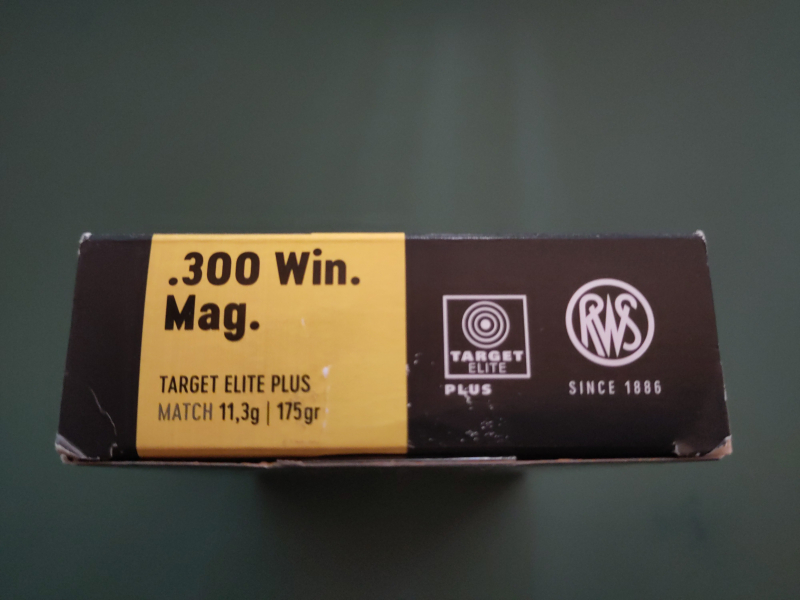 .300 Win.
Mag.
TARGET ELITE PLUS
MATCH 11,3g | 175gr
TARGET
ELITE
PLUS
RWS
SINCE 1886